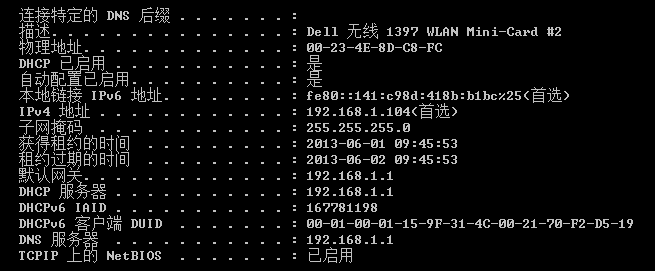 连接特定的 DNS 后缀 . . . . . . . :
描述. . . . . . . . . . . . . . . : Dell 无线 1397 WLAN Mini-Card #2
物理地址. . . . . . . . . . . . . : 00-23-4E-8D-C8-FC
DHCP 已启用 . . . . . . . . . . . : 是
自动配置已启用. . . . . . . . . . : 是
本地链接 IPv6 地址. . . . . . . . : fe80::141:c98d:418b:b1bc%25(首选)
IPv4 地址 . . . . . . . . . . . . : 192.168.1.104(首选)
子网掩码 . . . . . . . . . . . . : 255.255.255.0
获得租约的时间 . . . . . . . . . : 2013-06-01 09:45:53
租约过期的时间 . . . . . . . . . : 2013-06-02 09:45:53
默认网关. . . . . . . . . . . . . : 192.168.1.1
DHCP 服务器 . . . . . . . . . . . : 192.168.1.1
DHCPv6 IAID . . . . . . . . . . . : 167781198
DHCPv6 客户端 DUID . . . . . . . : 00-01-00-01-15-9F-31-4C-00-21-70-F2-D5-19
DNS 服务器 . . . . . . . . . . . : 192.168.1.1
TCPIP 上的 NetBIOS . . . . . . . : 已启用